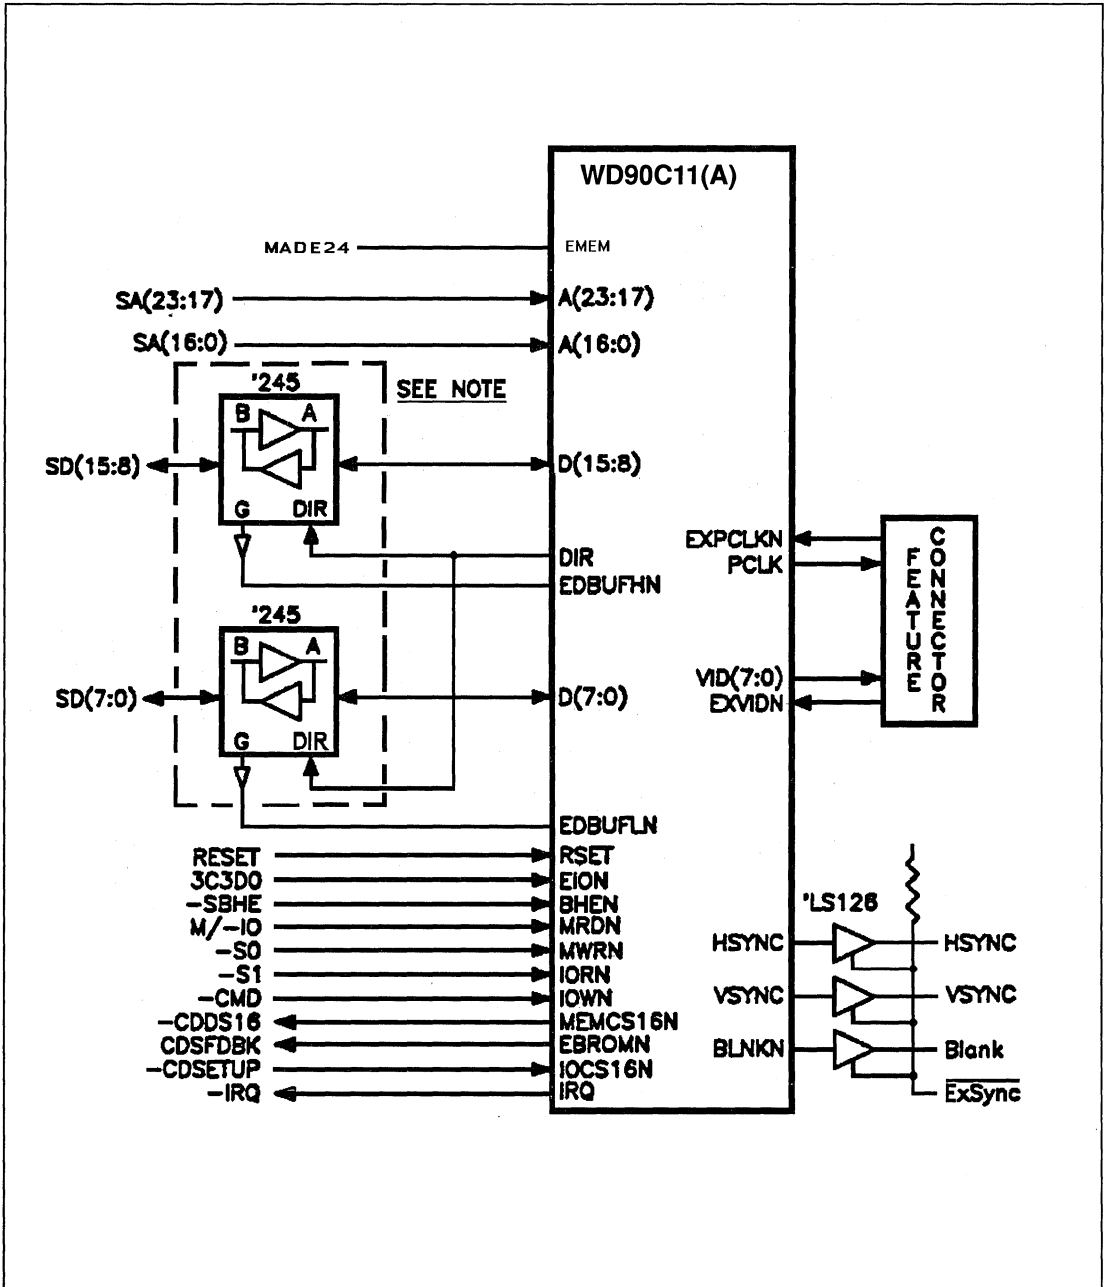 WD90C11(A)
MADE24 EMEM
SA(23:17) A(23:17)
SA(16:0) A(16:0)
'245
SEE NOTE
B A
SD(15:8) D(15:8)
G DIR
DIR
EDBUFHN
'245
B A
SD(7:0) D(7:0)
G DIR
EDBUFLN
RESET RSET
3C3D0 EION
-SBHE BHEN
M/-IO MRDN
-S0 MWRN
-S1 IORN
-CMD IOWN
-CDDS16 MEMCS16N
CDSFDBK EBROMN
-CDSETUP IOCS16N
-IRQ IRQ
EXPCLKN
PCLK
VID(7:0)
EXVIDN
FEATURE
CONNECTOR
'LS126
HSYNC HSYNC
VSYNC VSYNC
BLNKN Blank
ExSync